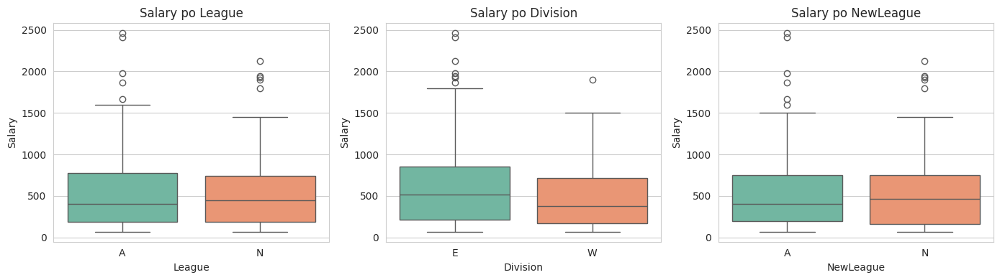 Salary po League
2500
2000
1500
1000
500
0
Salary
A
N
League
Salary po Division
2500
2000
1500
1000
500
0
Salary
E
W
Division
Salary po NewLeague
2500
2000
1500
1000
500
0
Salary
A
N
NewLeague